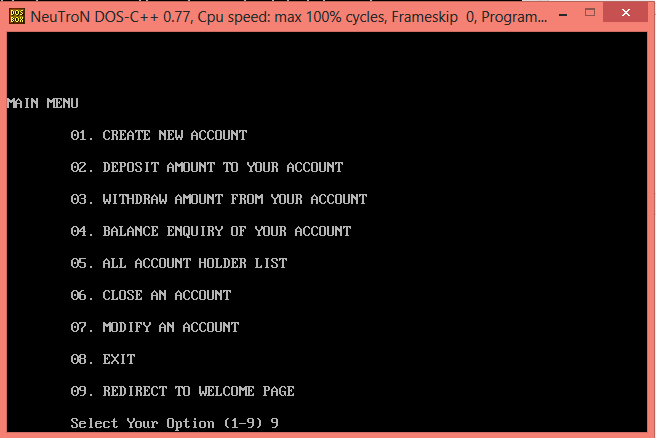 DOS BOX
NeuTroN DOS-C++ 0.77, Cpu speed: max 100% cycles, Frameskip 0, Program...
MAIN MENU
01. CREATE NEW ACCOUNT
02. DEPOSIT AMOUNT TO YOUR ACCOUNT
03. WITHDRAW AMOUNT FROM YOUR ACCOUNT
04. BALANCE ENQUIRY OF YOUR ACCOUNT
05. ALL ACCOUNT HOLDER LIST
06. CLOSE AN ACCOUNT
07. MODIFY AN ACCOUNT
08. EXIT
09. REDIRECT TO WELCOME PAGE
Select Your Option (1-9) 9